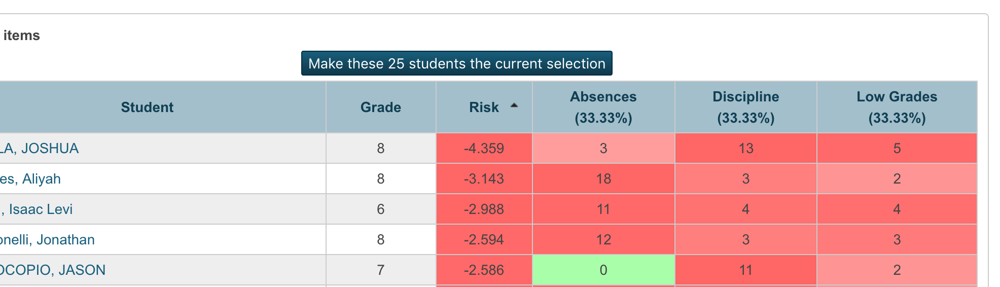 items
Make these 25 students the current selection
Student Grade Risk Absences (33.33%) Discipline (33.33%) Low Grades (33.33%)
LA, JOSHUA 8 -4.359 3 13 5
es, Aliyah 8 -3.143 18 3 2
, Isaac Levi 6 -2.988 11 4 4
onelli, Jonathan 8 -2.594 12 3 3
OCOPIO, JASON 7 -2.586 0 11 2